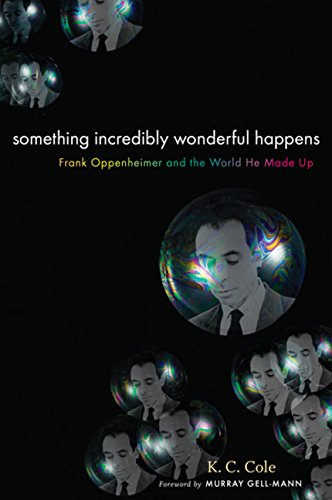 something incredibly wonderful happens
Frank Oppenheimer and the World He Made Up
K. C. Cole
Foreword by MURRAY GELL-MANN